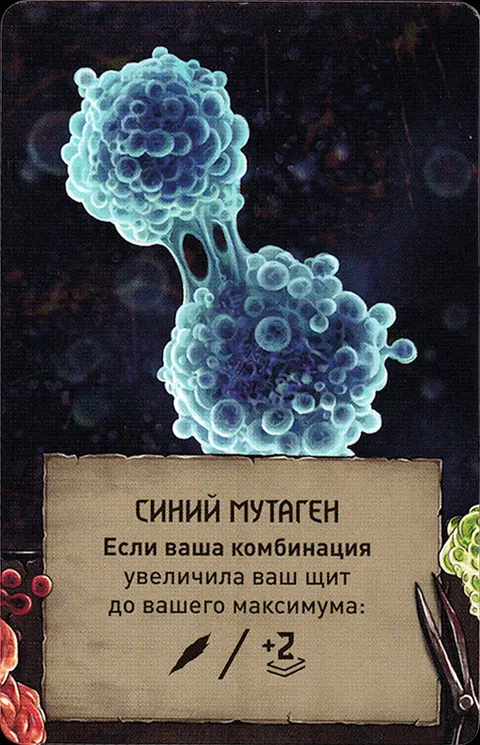 СИНИЙ МУТАГЕН
Если ваша комбинация
увеличила ваш щит
до вашего максимума:
/ +2